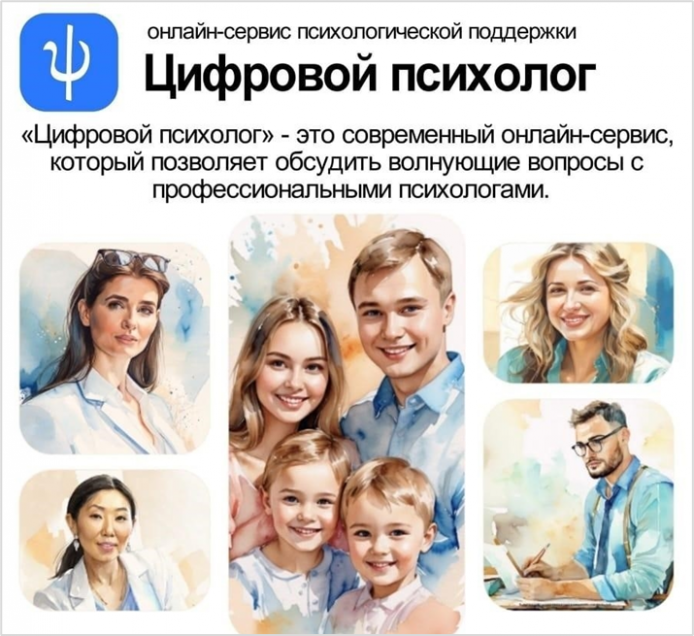 ψ
онлайн-сервис психологической поддержки
Цифровой психолог
«Цифровой психолог» - это современный онлайн-сервис,
который позволяет обсудить волнующие вопросы с
профессиональными психологами.